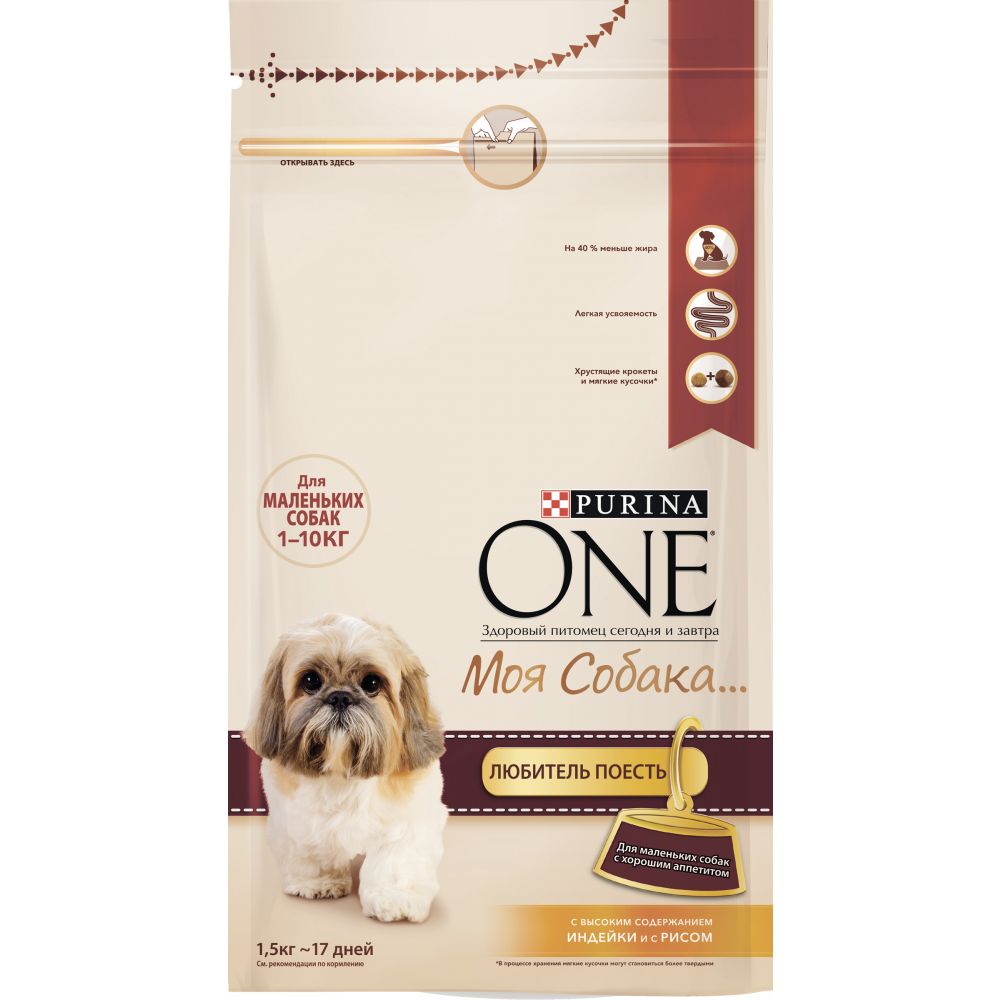 ОТКРЫВАТЬ ЗДЕСЬ
На 40 % меньше жира
Легкая усвояемость
Хрустящие крокеты
и мягкие кусочки*
Для
МАЛЕНЬКИХ
СОБАК
1–10КГ
PURINA
ONE®
Здоровый питомец сегодня и завтра
Моя Собака...
ЛЮБИТЕЛЬ ПОЕСТЬ
Для маленьких собак
с хорошим аппетитом
С ВЫСОКИМ СОДЕРЖАНИЕМ
ИНДЕЙКИ и с РИСОМ
1,5кг ~17 дней
См. рекомендации по кормлению
*В процессе хранения мягкие кусочки могут становиться более твердыми